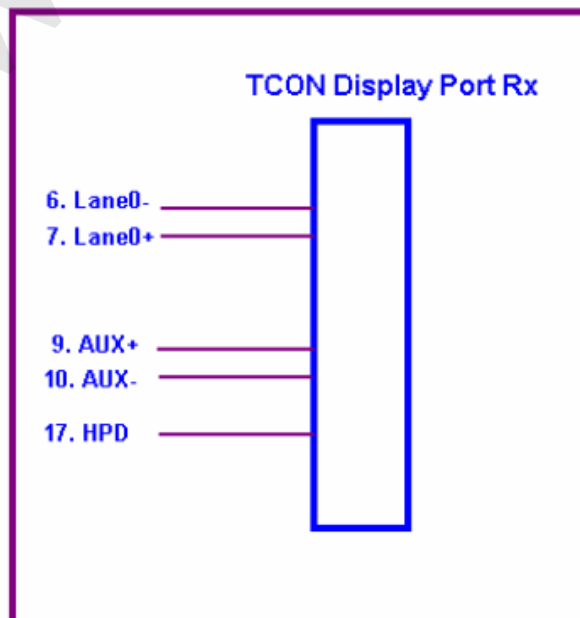 TCON Display Port Rx
6. Lane0-
7. Lane0+
9. AUX+
10. AUX-
17. HPD